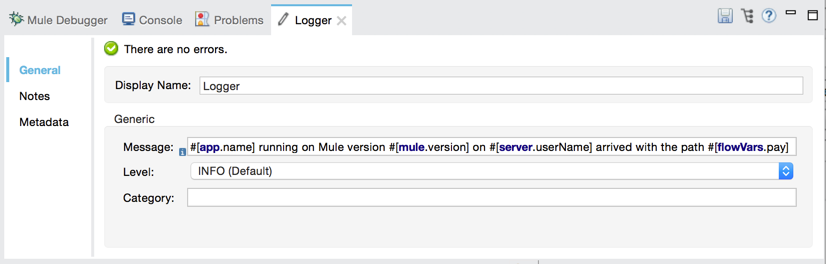 Mule Debugger Console Problems Logger
There are no errors.
General
Notes
Metadata
Display Name: Logger
Generic
Message: #[app.name] running on Mule version #[mule.version] on #[server.userName] arrived with the path #[flowVars.pay]
Level: INFO (Default)
Category: